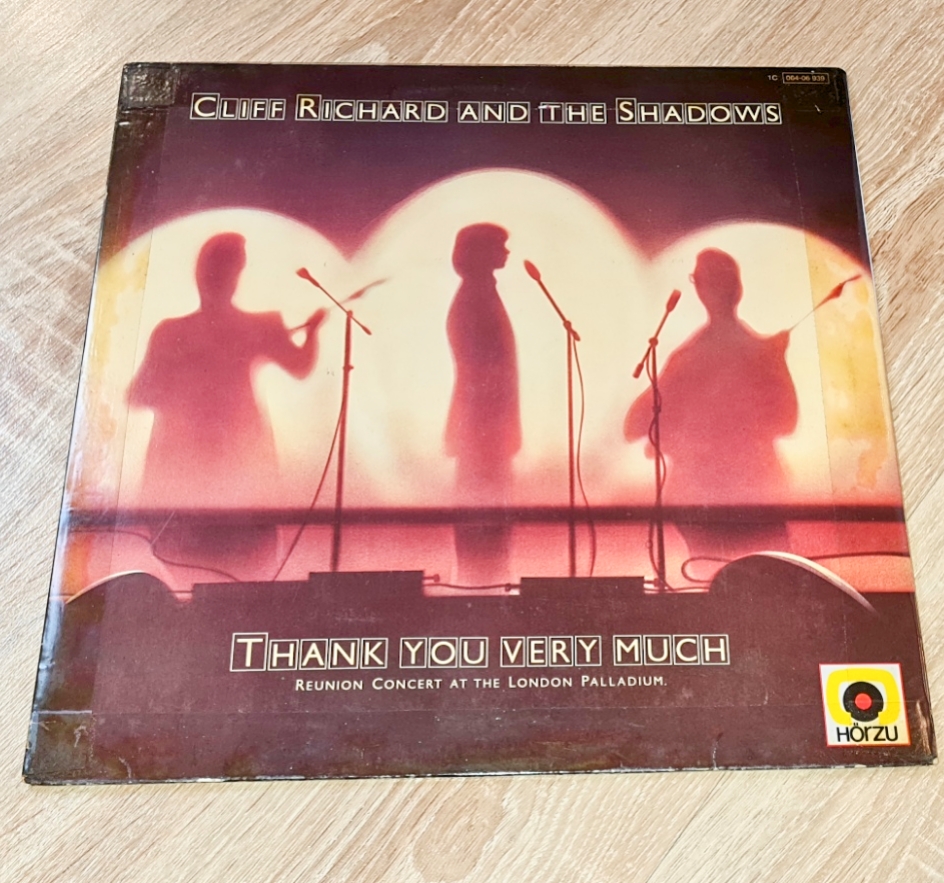 1C 064-06 939
CLIFF RICHARD AND THE SHADOWS
THANK YOU VERY MUCH
REUNION CONCERT AT THE LONDON PALLADIUM.
HÖRZU